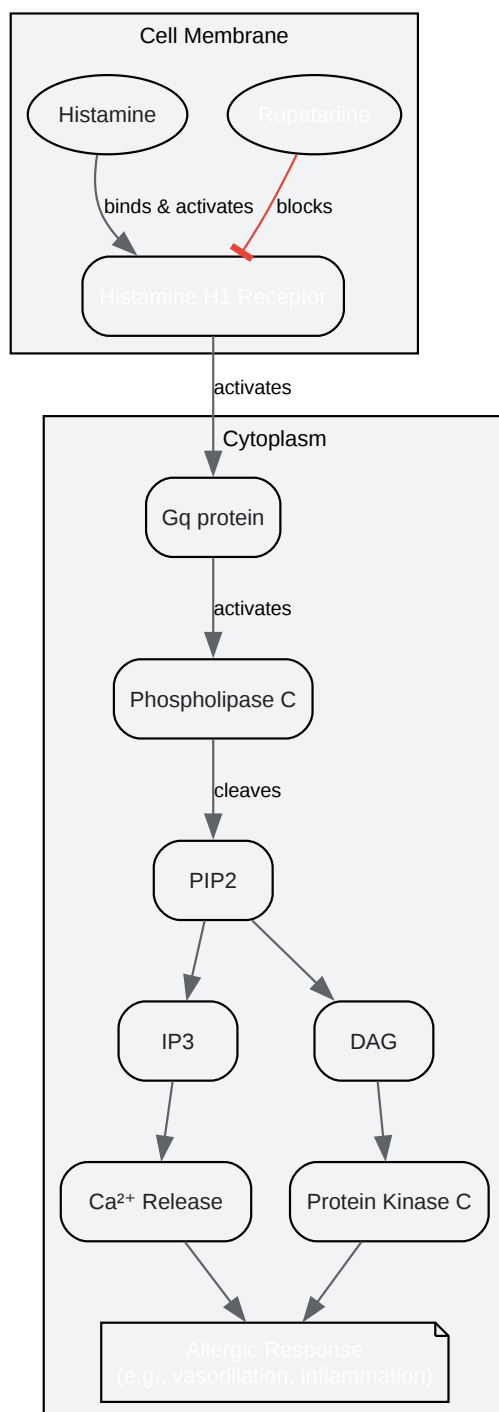 Cell Membrane
Histamine
Rupatadine
binds & activates
blocks
Histamine H1 Receptor
activates
Cytoplasm
Gq protein
activates
Phospholipase C
cleaves
PIP2
IP3
DAG
Ca²⁺ Release
Protein Kinase C
Allergic Response
(e.g., vasodilation, inflammation)